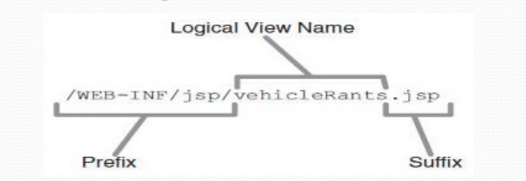 Logical View Name
/WEB-INF/jsp/vehicleRants.jsp
Prefix Suffix